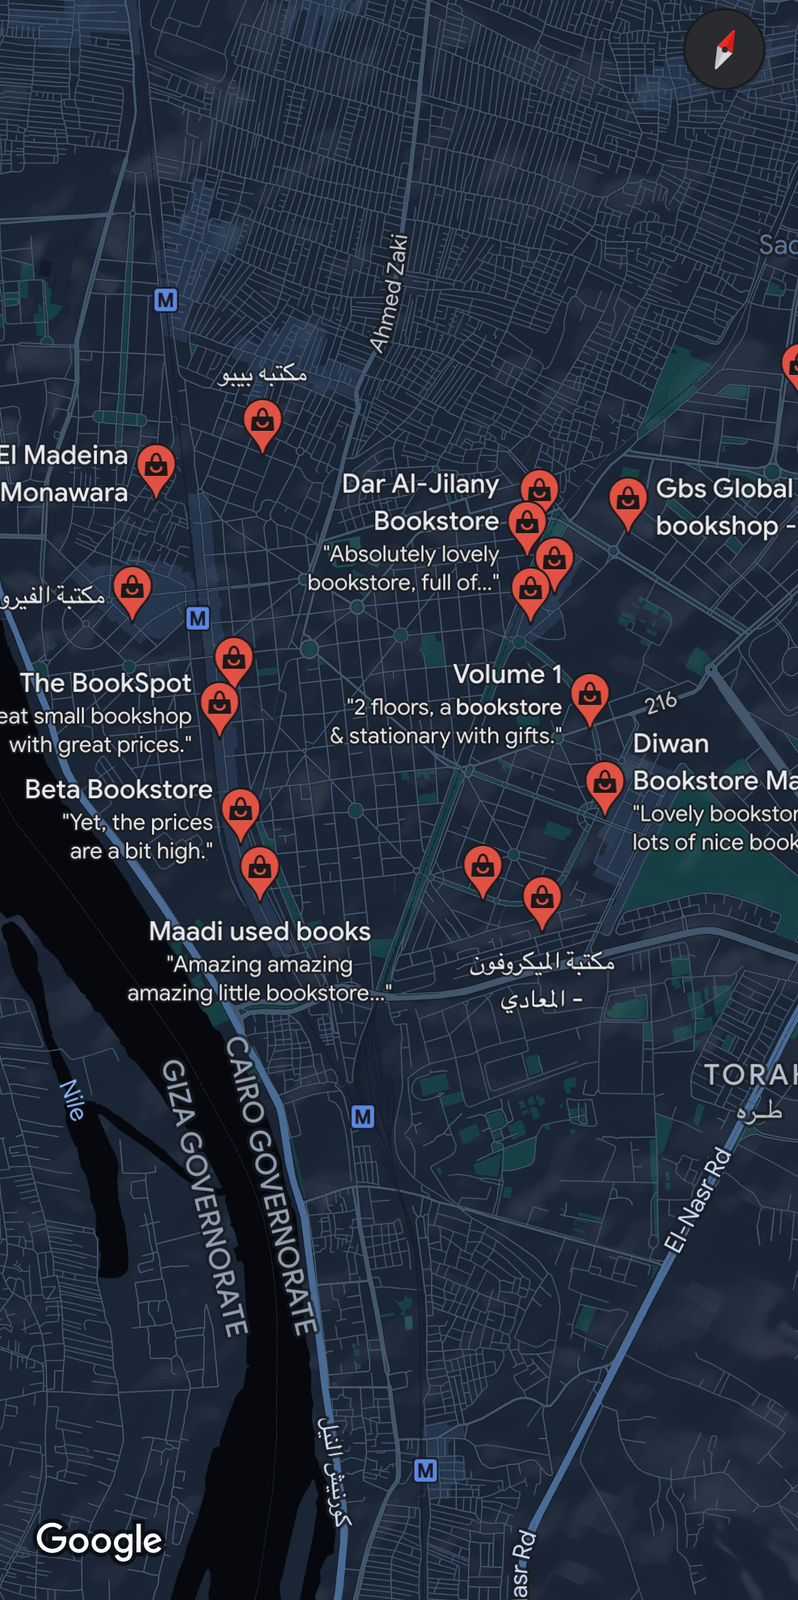 Ahmed Zaki
M
مكتبه بيبو
El Madeina
Monawara
Dar Al-Jilany
Bookstore
"Absolutely lovely
bookstore, full of..."
Gbs Global
bookshop -
مكتبة
M
The BookSpot
eat small bookshop
with great prices."
Volume 1
"2 floors, a bookstore
& stationary with gifts."
216
Diwan
Bookstore Ma
"Lovely bookstor
lots of nice book
Beta Bookstore
"Yet, the prices
are a bit high."
Maadi used books
"Amazing amazing
amazing little bookstore..."
مكتبة الميكروفون
- المعادي
TORAH
طره
Nile
GIZA GOVERNORATE
CAIRO GOVERNORATE
M
El-Nasr Rd
كورنيش النيل
M
asr Rd
Google